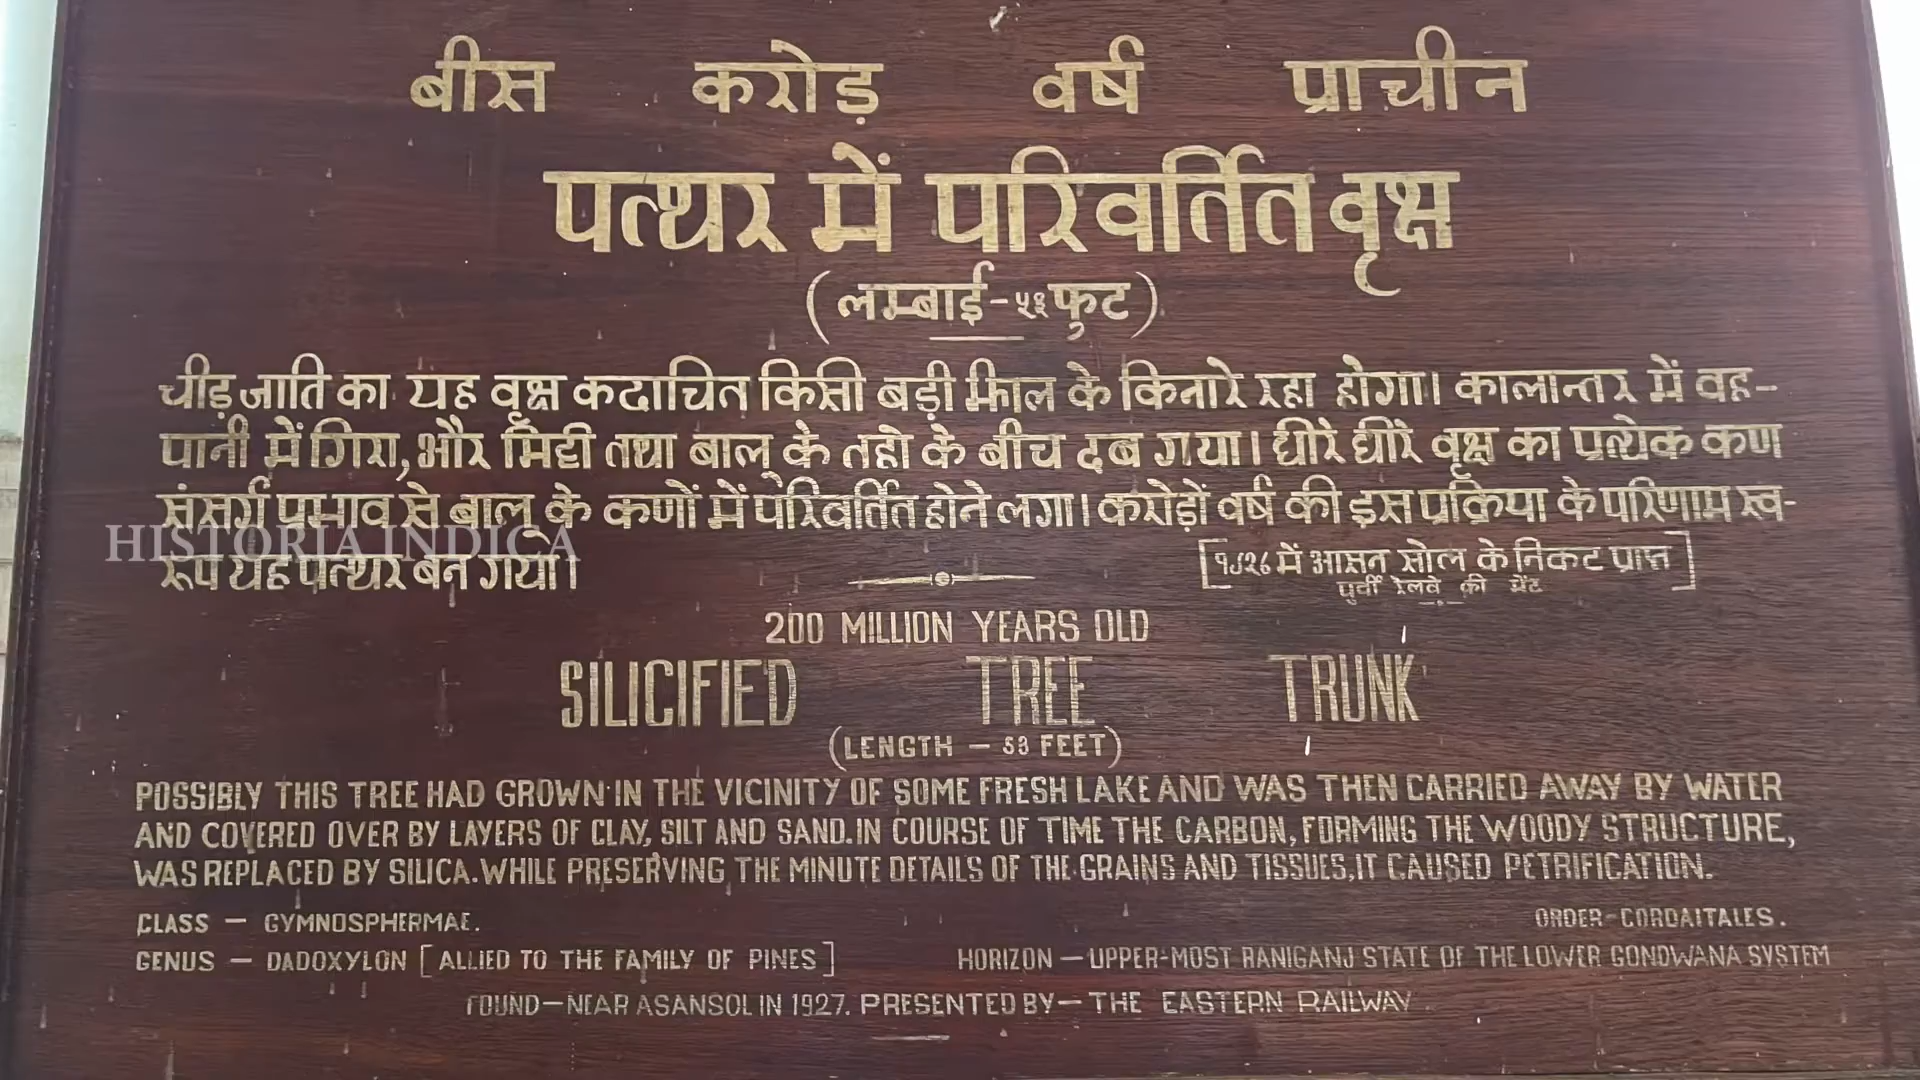 बीस करोड़ वर्ष प्राचीन
पत्थर में परिवर्तित वृक्ष
(लम्बाई-५३फुट)
चीड़ जाति का यह वृक्ष कदाचित किसी बड़ी झील के किनारे रहा होगा। कालान्तर में वह-
पानी में गिरा, और मिट्टी तथा बालू के तहो के बीच दब गया। धीरे धीरे वृक्ष का प्रत्येक कण
संसर्ग प्रभाव से बालू के कणों में परिवर्तित होने लगा। करोड़ों वर्ष की इस प्रक्रिया के परिणाम स्व-
HISTORIA INDICA
रूप यह पत्थर बन गया।
[१९२६ में आसन सोल के निकट प्राप्त]
पुर्वी रेलवे की भेंट
200 MILLION YEARS OLD
SILICIFIED TREE TRUNK
(LENGTH – 53 FEET)
POSSIBLY THIS TREE HAD GROWN IN THE VICINITY OF SOME FRESH LAKE AND WAS THEN CARRIED AWAY BY WATER
AND COVERED OVER BY LAYERS OF CLAY, SILT AND SAND. IN COURSE OF TIME THE CARBON, FORMING THE WOODY STRUCTURE,
WAS REPLACED BY SILICA. WHILE PRESERVING THE MINUTE DETAILS OF THE GRAINS AND TISSUES, IT CAUSED PETRIFICATION.
CLASS – GYMNOSPHERMAE. ORDER-CORDAITALES.
GENUS – DADOXYLON [ALLIED TO THE FAMILY OF PINES] HORIZON – UPPER-MOST RANIGANJ STATE OF THE LOWER GONDWANA SYSTEM
FOUND – NEAR ASANSOL IN 1927. PRESENTED BY – THE EASTERN RAILWAY